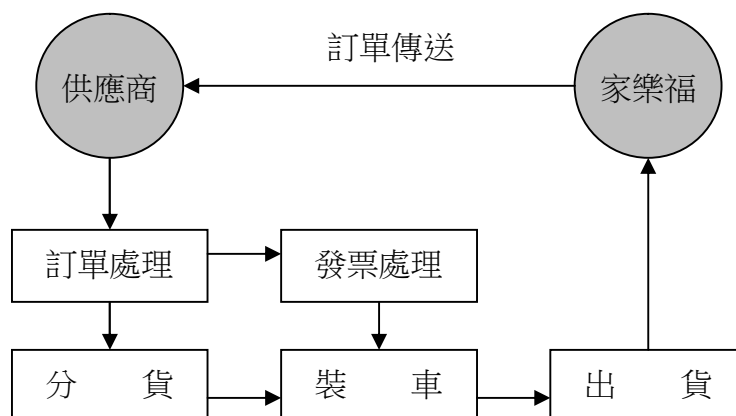 訂單傳送
供應商
家樂福
訂單處理
發票處理
分 貨
裝 車
出 貨